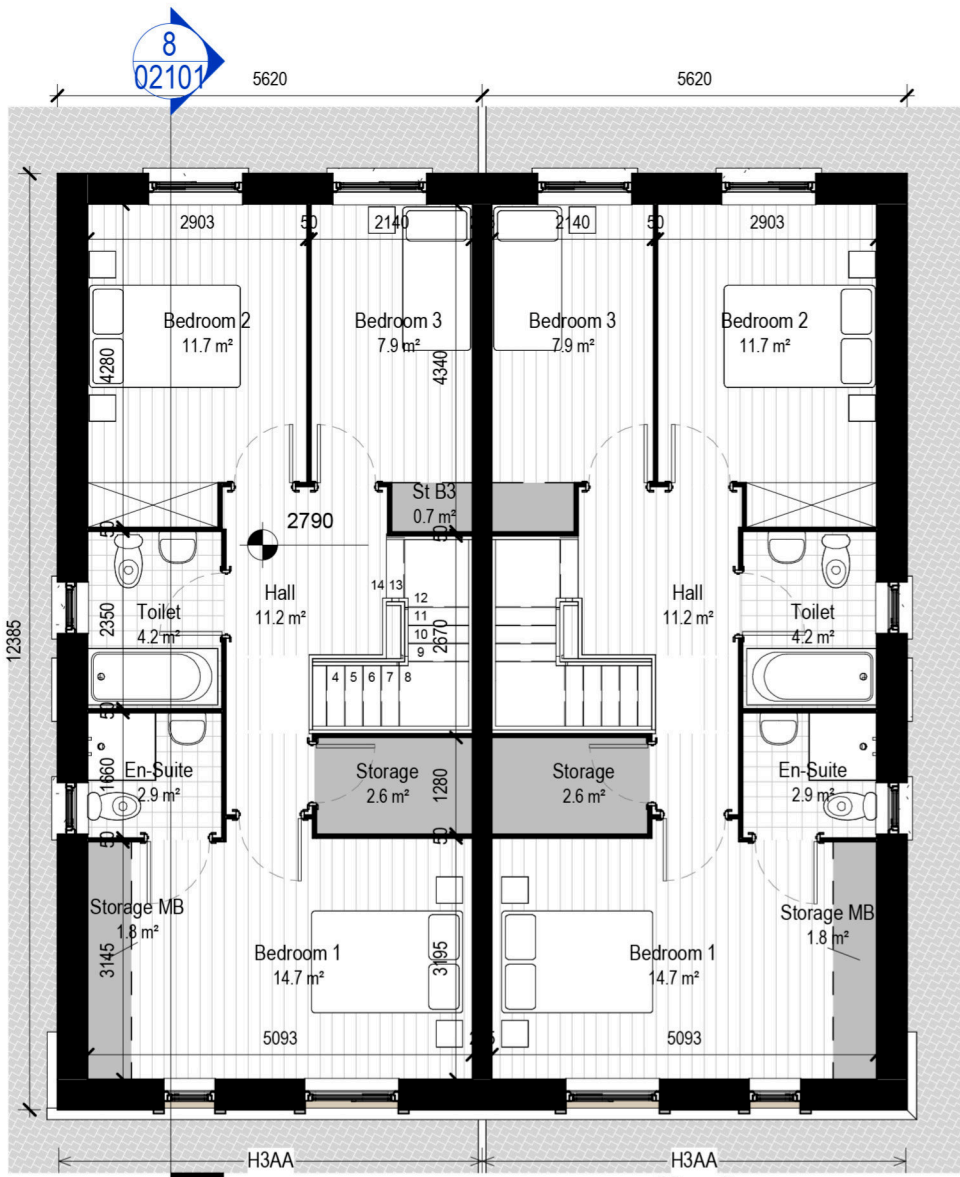 8
02101
5620
5620
12385
2903
50
2140
2140
50
2903
Bedroom 2
11.7 m²
Bedroom 3
7.9 m²
Bedroom 3
7.9 m²
Bedroom 2
11.7 m²
4280
4340
St B3
0.7 m²
50
2790
50
Toilet
4.2 m²
2350
Hall
11.2 m²
14
13
12
11
10
9
2670
Hall
11.2 m²
Toilet
4.2 m²
4
5
6
7
8
50
En-Suite
2.9 m²
1660
Storage
2.6 m²
1280
Storage
2.6 m²
En-Suite
2.9 m²
50
50
Storage MB
1.8 m²
3145
Bedroom 1
14.7 m²
3195
Bedroom 1
14.7 m²
Storage MB
1.8 m²
5093
5093
H3AA
H3AA